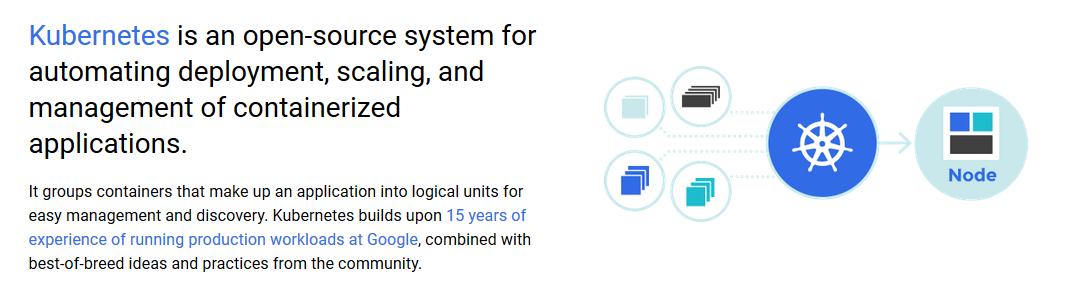 Kubernetes is an open-source system for
automating deployment, scaling, and
management of containerized
applications.
It groups containers that make up an application into logical units for
easy management and discovery. Kubernetes builds upon 15 years of
experience of running production workloads at Google, combined with
best-of-breed ideas and practices from the community.
Node